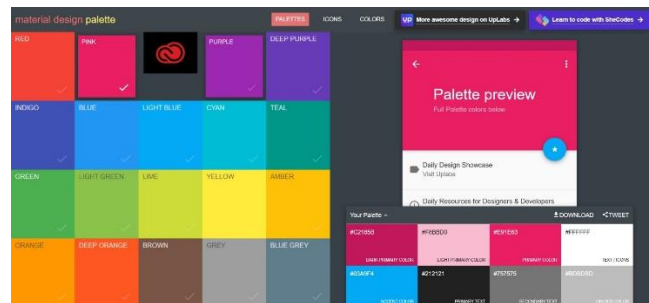 material design palette
PALETTES
ICONS
COLORS
UP More awesome design on UpLabs →
Learn to code with SheCodes →
RED
PINK
PURPLE
DEEP PURPLE
INDIGO
BLUE
LIGHT BLUE
CYAN
TEAL
GREEN
LIGHT GREEN
LIME
YELLOW
AMBER
ORANGE
DEEP ORANGE
BROWN
GREY
BLUE GREY
Palette preview
Full Palette colors below
Daily Design Showcase
Visit Uplabs
Daily Resources for Designers & Developers
Your Palette
DOWNLOAD
TWEET
#C2185B
DARK PRIMARY COLOR
#F8BBD0
LIGHT PRIMARY COLOR
#E91E63
PRIMARY COLOR
#FFFFFF
TEXT / ICONS
#03A9F4
ACCENT COLOR
#212121
PRIMARY TEXT
#757575
SECONDARY TEXT
#BDBDBD
DIVIDER COLOR